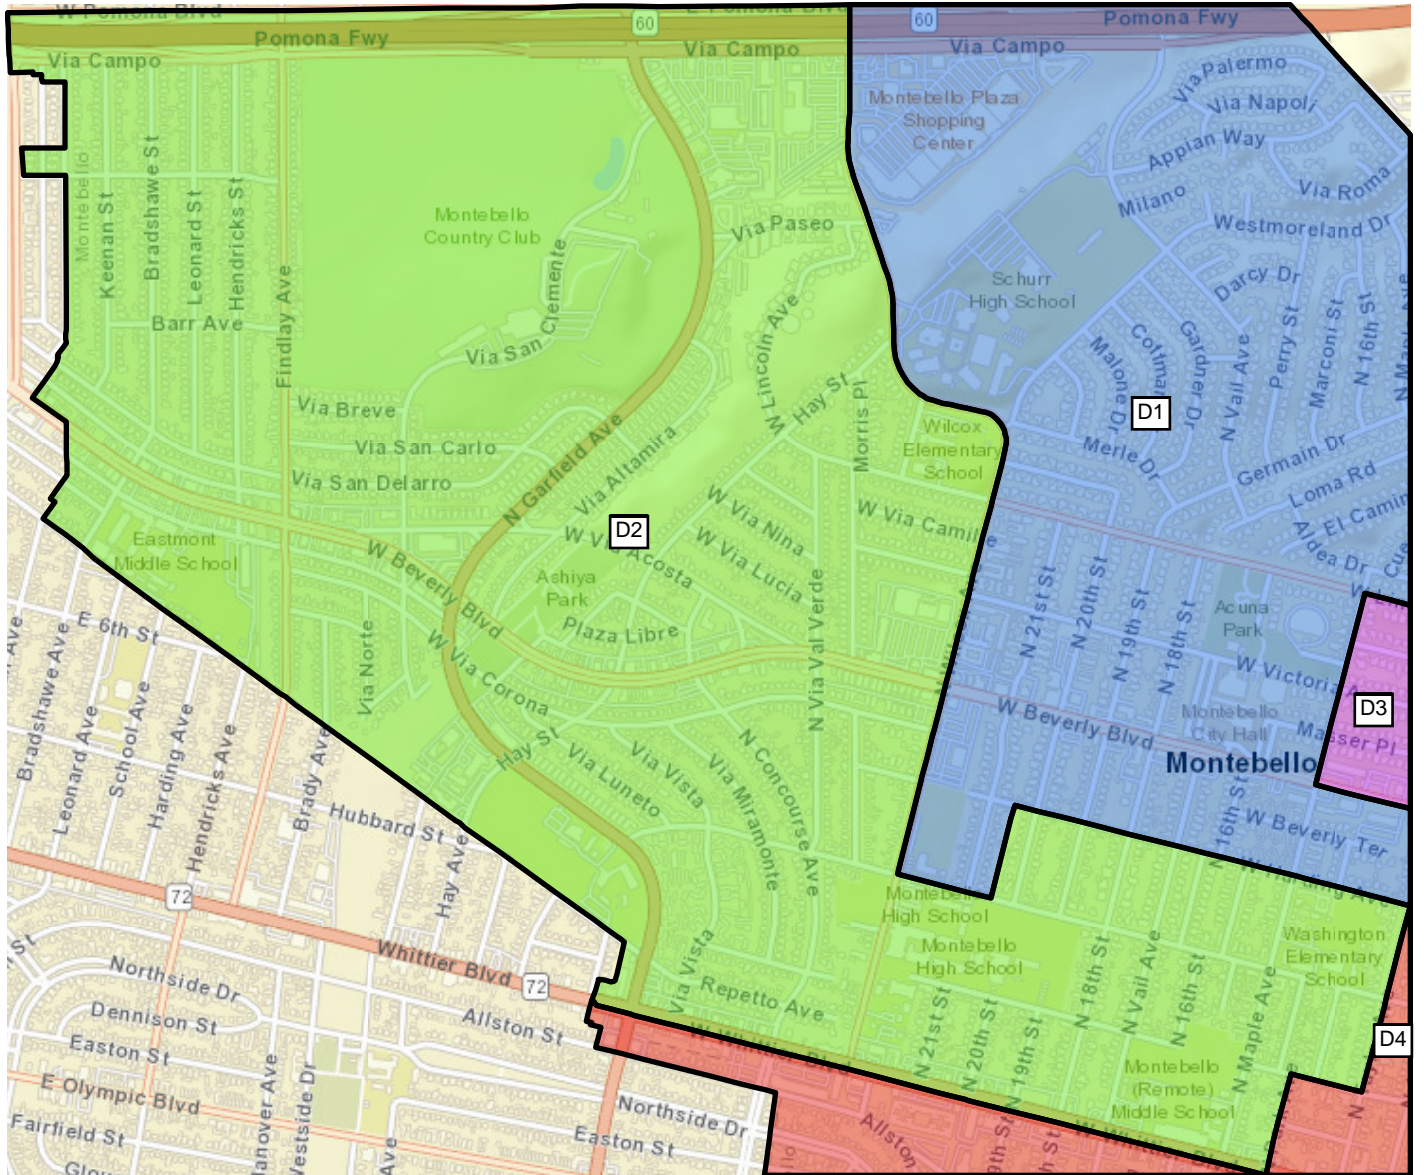 W Pomona Blvd
E Pomona Blvd
60
60
Pomona Fwy
Pomona Fwy
Via Campo
Via Campo
Via Campo
Via Palermo
Via Napoli
Montebello Plaza
Shopping
Center
Appian Way
Via Roma
Milano
Westmoreland Dr
Montebello
Keenan St
Bradshawe St
Leonard St
Hendricks St
Findlay Ave
Barr Ave
Montebello
Country Club
Via San Clemente
Via Paseo
W Lincoln Ave
Hay St
Morris Pl
Schurr
High School
Darcy Dr
Malone Dr
Gardner Dr
N Vail Ave
Perry St
Marconi St
N 16th St
D1
Merle Dr
Germain Dr
Loma Rd
El Camin
Aldea Dr
Via Breve
Via San Carlo
Via San Delarro
N Garfield Ave
Via Altamira
Wilcox
Elementary
School
W Via Camille
W Via Nina
W Via Lucia
D2
W Via Acosta
Eastmont
Middle School
W Beverly Blvd
Ashiya
Park
Plaza Libre
N Via Val Verde
Via Norte
W Via Corona
Hay St
Via Luneto
Via Vista
Via Miramonte
N Concourse Ave
N 21st St
N 20th St
N 19th St
N 18th St
Acuna
Park
W Victoria A
D3
Montebello
City Hall
Masser Pl
W Beverly Blvd
Montebello
N 16th St
W Beverly Ter
W Harding Ave
E 6th St
Bradshawe Ave
Leonard Ave
School Ave
Harding Ave
Hendricks Ave
Brady Ave
Hubbard St
Hay Ave
72
Whittier Blvd
72
Northside Dr
Dennison St
Easton St
E Olympic Blvd
Fairfield St
Allston St
Northside Dr
Easton St
Westside Dr
Via Vista
Repetto Ave
Montebello
High School
Montebello
High School
Washington
Elementary
School
N 21st St
N 20th St
N 19th St
N 18th St
N Vail Ave
N 16th St
N Maple Ave
Montebello
(Remote)
Middle School
D4
Allston
W Whittier Blvd